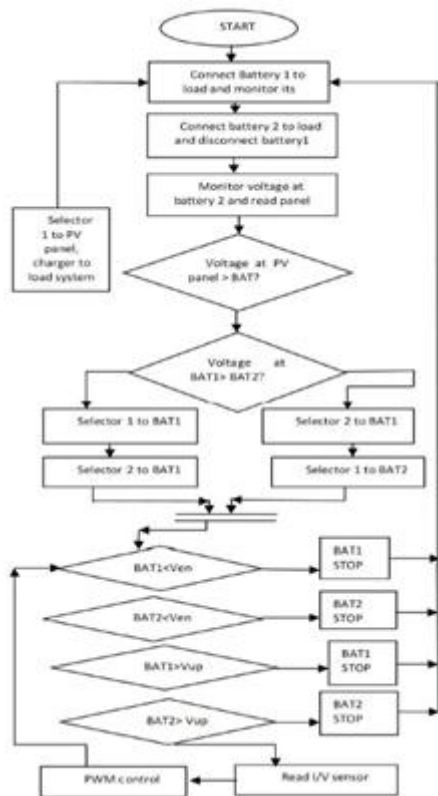 START
Connect Battery 1 to
load and monitor its
Connect battery 2 to load
and disconnect battery1
Monitor voltage at
battery 2 and read panel
Selector
1 to PV
panel,
charger to
load system
Voltage at PV
panel > BAT?
Voltage at
BAT1> BAT2?
Selector 1 to BAT1
Selector 2 to BAT1
Selector 2 to BAT1
Selector 1 to BAT2
BAT1<Ven
BAT1
STOP
BAT2<Ven
BAT2
STOP
BAT1>Vup
BAT1
STOP
BAT2> Vup
BAT2
STOP
PWM control
Read I/V sensor